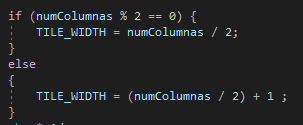 if (numColumnas % 2 == 0) {
TILE_WIDTH = numColumnas / 2;
}
else
{
TILE_WIDTH = (numColumnas / 2) + 1 ;
}